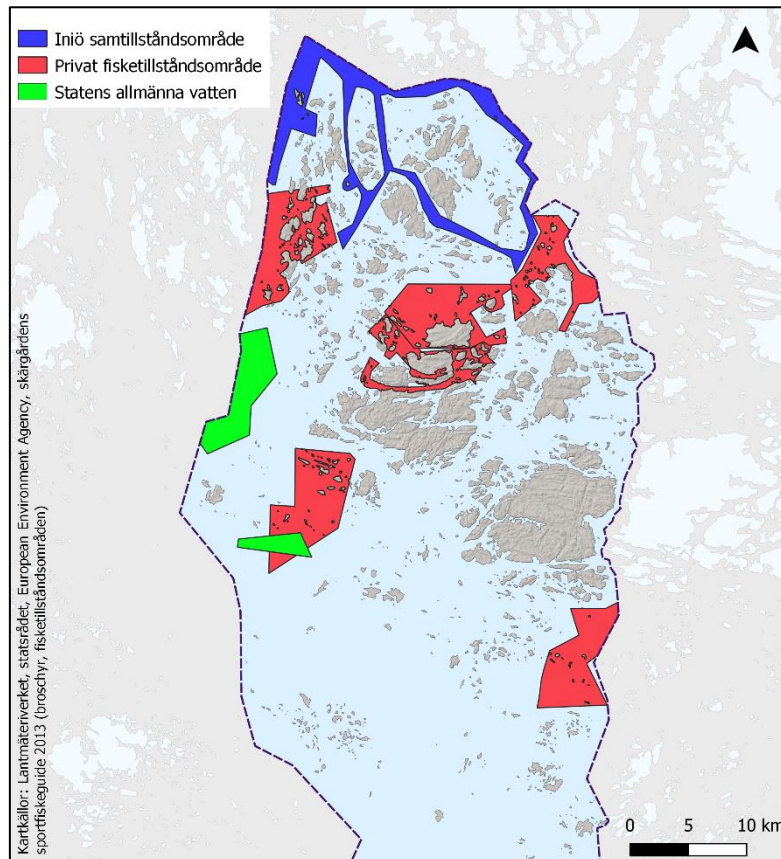 Iniö samtillståndsområde
Privat fisketillståndsområde
Statens allmänna vatten
Kartkällor: Lantmäteriverket, statsrådet, European Environment Agency, skärgårdens
sportfiskeguide 2013 (broschyr, fisketillståndsområden)
0 5 10 km